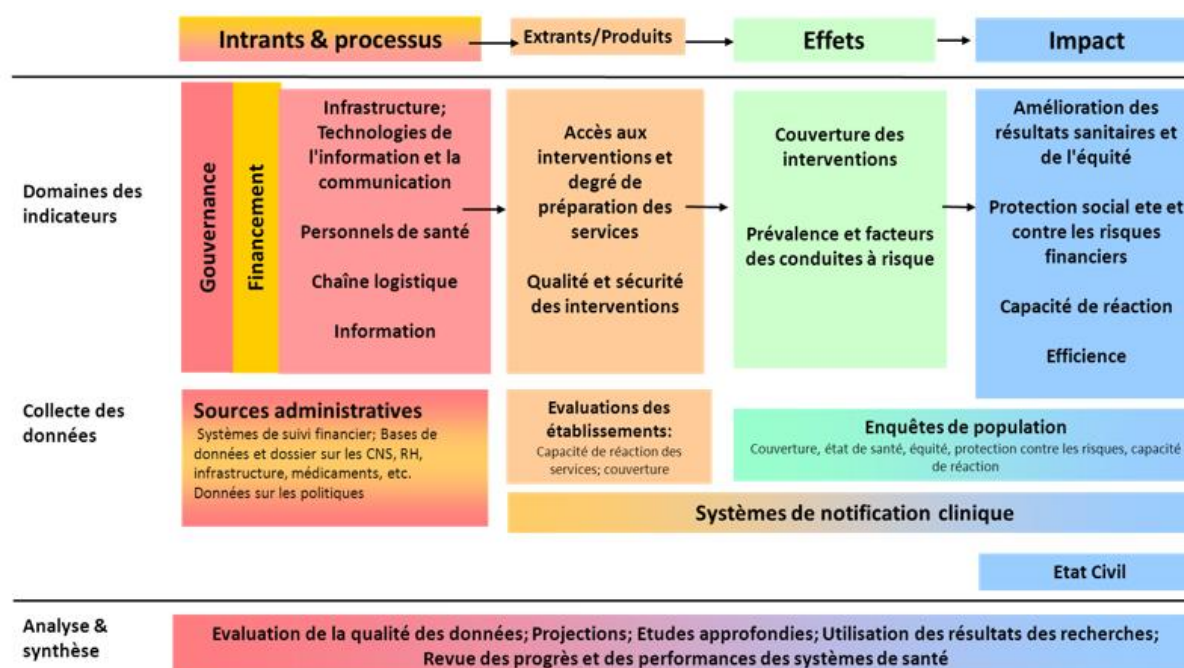 Intrants & processus
Extrants/Produits
Effets
Impact
Domaines des
indicateurs
Gouvernance
Financement
Infrastructure;
Technologies de
l'information et la
communication
Personnels de santé
Chaîne logistique
Information
Accès aux
interventions et
degré de
préparation des
services
Qualité et sécurité
des interventions
Couverture des
interventions
Prévalence et facteurs
des conduites à risque
Amélioration des
résultats sanitaires et
de l'équité
Protection social ete et
contre les risques
financiers
Capacité de réaction
Efficience
Collecte des
données
Sources administratives
Systèmes de suivi financier; Bases de
données et dossier sur les CNS, RH,
infrastructure, médicaments, etc.
Données sur les politiques
Evaluations des
établissements:
Capacité de réaction des
services; couverture
Enquêtes de population
Couverture, état de santé, équité, protection contre les risques, capacité
de réaction
Systèmes de notification clinique
Etat Civil
Analyse &
synthèse
Evaluation de la qualité des données; Projections; Etudes approfondies; Utilisation des résultats des recherches;
Revue des progrès et des performances des systèmes de santé